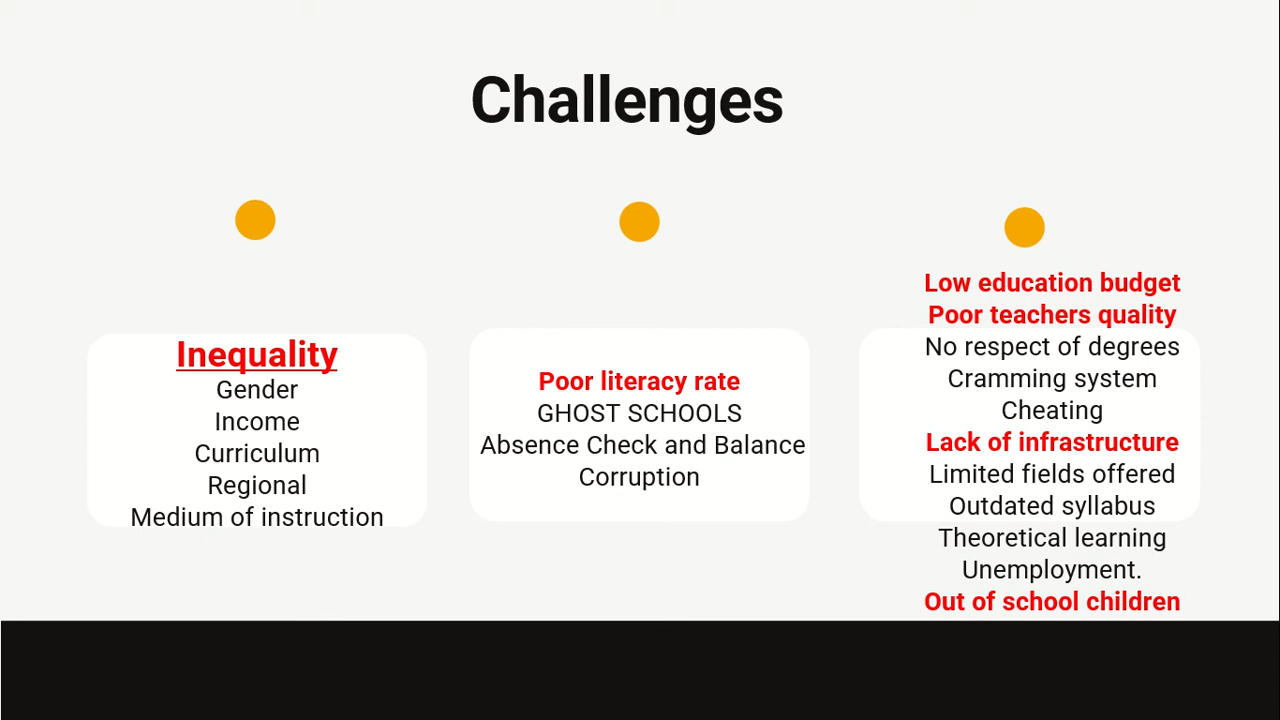 Challenges
Inequality
Gender
Income
Curriculum
Regional
Medium of instruction
Poor literacy rate
GHOST SCHOOLS
Absence Check and Balance
Corruption
Low education budget
Poor teachers quality
No respect of degrees
Cramming system
Cheating
Lack of infrastructure
Limited fields offered
Outdated syllabus
Theoretical learning
Unemployment.
Out of school children